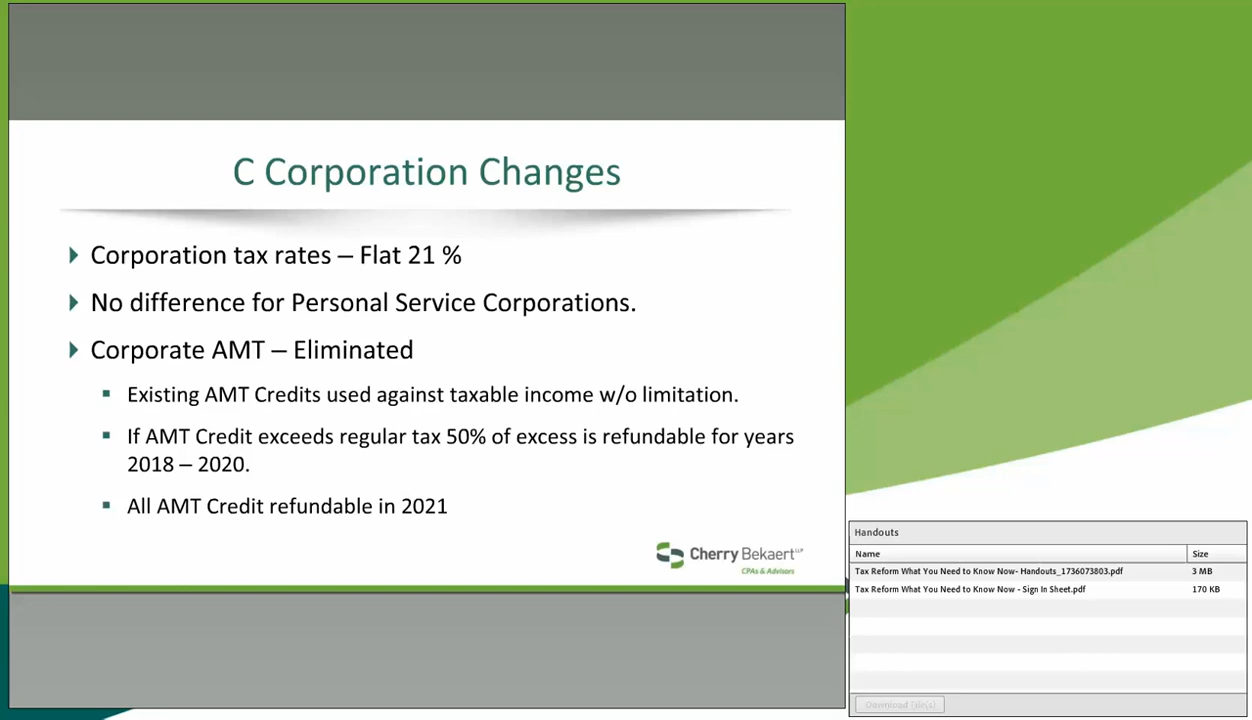 C Corporation Changes
Corporation tax rates – Flat 21 %
No difference for Personal Service Corporations.
Corporate AMT – Eliminated
Existing AMT Credits used against taxable income w/o limitation.
If AMT Credit exceeds regular tax 50% of excess is refundable for years
2018 – 2020.
All AMT Credit refundable in 2021
Cherry Bekaert LLP
CPAs & Advisors
Handouts
Name Size
Tax Reform What You Need to Know Now- Handouts_1736073803.pdf 3 MB
Tax Reform What You Need to Know Now - Sign In Sheet.pdf 170 KB
Download File(s)